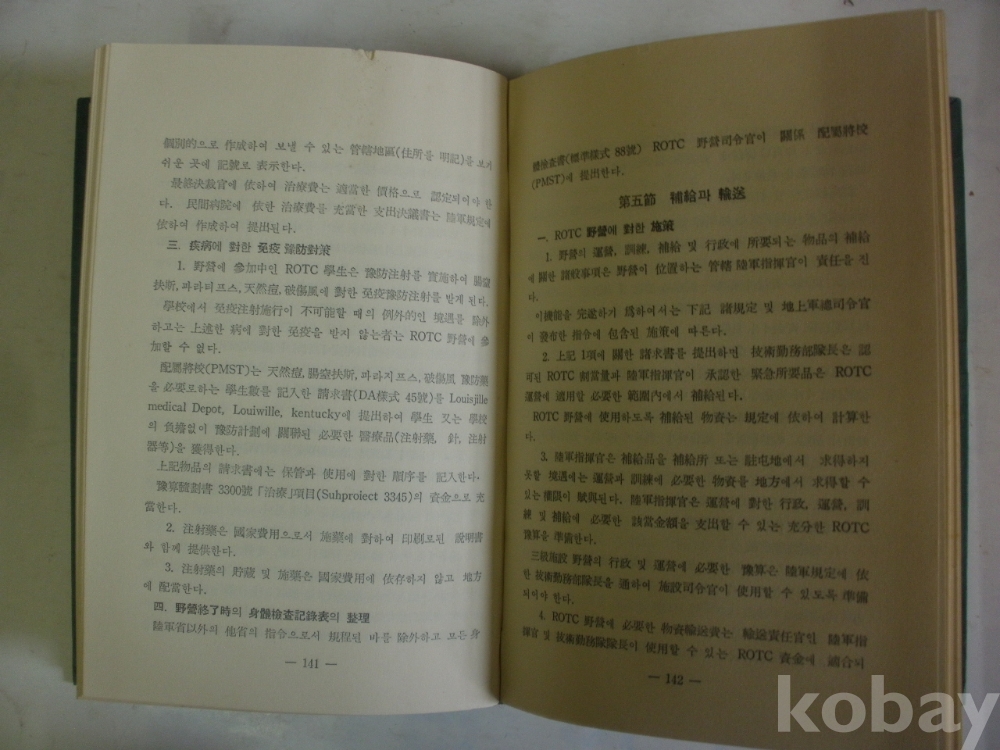 個別的으로 作成하여 보낼 수 있는 管轄地區(住所를 明記)를 보기
쉬운 곳에 記號로 表示한다.
最終決裁官에 依하여 治療費는 適當한 價格으로 認定되어야 한
다. 民間病院에 依한 治療費를 充當한 支出決議書는 陸軍規定에
依하여 作成하여 提出된다.
三. 疾病에 對한 免疫 豫防對策
1. 野營에 參加中인 ROTC 學生은 豫防注射를 實施하여 腸窒
扶斯, 파라티프스, 天然痘, 破傷風에 對한 免疫豫防注射를 받게 된다.
學校에서 免疫注射施行이 不可能할 때의 例外的인 境遇를 除外
하고는 上述한 病에 對한 免疫을 받지 않는者는 ROTC 野營에 參
加할 수 없다.
配屬將校(PMST)는 天然痘, 腸窒扶斯, 파라지프스, 破傷風 豫防藥
을 必要로하는 學生數를 記入한 請求書(DA樣式 45號)를 Louisjille
medical Depot, Louiwille, kentucky에 提出하여 學生 又는 學校
의 負擔없이 豫防計劃에 關聯된 必要한 醫療品(注射藥, 針, 注射
器等)을 獲得한다.
上記物品의 請求書에는 保管과 使用에 對한 順序를 記入한다.
豫算 3300號 「治療」項目(Suhproiect 3345)의 資金으로 充
當한다.
2. 注射藥은 國家費用으로서 施藥에 對하여 印刷로된 說明書
와 함께 提供한다.
3. 注射藥의 貯藏 및 施藥은 國家費用에 依存하지 않고 地方
에 配當한다.
四. 野營終了時의 身體檢查記錄表의 整理
陸軍省以外의 他省의 指令으로서 規程된 바를 除外하고 모든 身
— 141 —
體檢查書(標準樣式 88號) ROTC 野營司令官이 關係 配屬將校
(PMST)에 提出한다.
第五節 補給과 輸送
一. ROTC 野營에 對한 施策
1. 野營의 運營, 訓練, 補給 및 行政에 所要되는 物品의 補給
에 關한 諸般事項은 野營이 位置하는 管轄 陸軍指揮官이 責任을 진
다.
이機能을 完遂하기 爲하여서는 下記 諸規定 및 地上軍總司令官
이 發布한 指令에 包含된 施策에 따른다.
2. 上記 1項에 關한 請求書를 提出하면 技術勤務部隊長은 認
可된 ROTC 割當量과 陸軍指揮官이 承認한 緊急所要品은 ROTC
運營에 適用할 必要한 範圍內에서 補給된다.
ROTC 野營에 使用하도록 補給된 物資는 規定에 依하여 計算한
다.
3. 陸軍指揮官은 補給品을 補給所 또는 駐屯地에서 求得하지
못할 境遇에는 運營과 訓練에 必要한 物資를 地方에서 求得할 수
있는 權限이 賦與된다. 陸軍指揮官은 運營에 對한 行政, 運營, 訓
練 및 補給에 必要한 該當金額을 支出할 수 있는 充分한 ROTC
豫算을 準備한다.
三級施設 野營의 行政 및 運營에 必要한 豫算은 陸軍規定에 依
한 技術勤務部隊長을 通하여 施設司令官이 使用할 수 있도록 準備
되어야 한다.
4. ROTC 野營에 必要한 物資輸送費는 輸送責任官인 陸軍指
揮官 및 技術勤務部隊長이 使用할 수 있는 ROTC 資金에 適合되
— 142 —
kobay